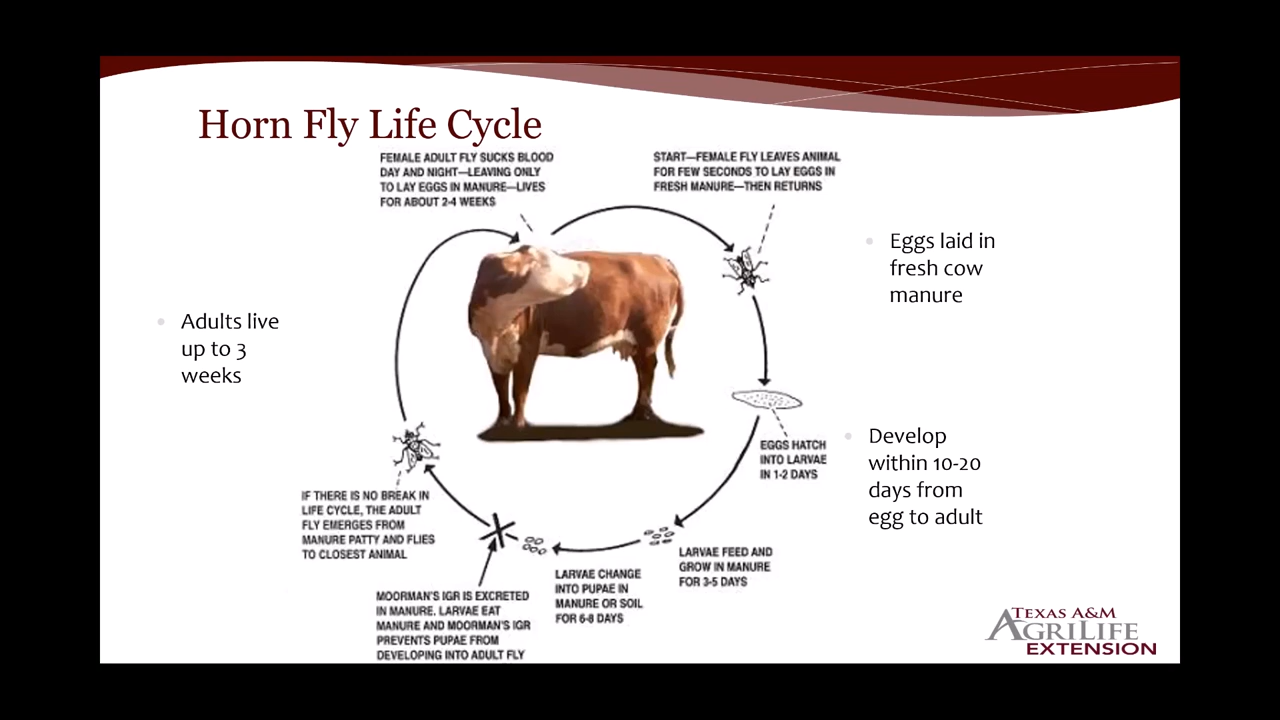 Horn Fly Life Cycle
FEMALE ADULT FLY SUCKS BLOOD
DAY AND NIGHT—LEAVING ONLY
TO LAY EGGS IN MANURE—LIVES
FOR ABOUT 2-4 WEEKS
START—FEMALE FLY LEAVES ANIMAL
FOR FEW SECONDS TO LAY EGGS IN
FRESH MANURE—THEN RETURNS
• Eggs laid in
fresh cow
manure
• Adults live
up to 3
weeks
EGGS HATCH
INTO LARVAE
IN 1-2 DAYS
• Develop
within 10-20
days from
egg to adult
LARVAE FEED AND
GROW IN MANURE
FOR 3-5 DAYS
LARVAE CHANGE
INTO PUPAE IN
MANURE OR SOIL
FOR 6-8 DAYS
MOORMAN'S IGR IS EXCRETED
IN MANURE. LARVAE EAT
MANURE AND MOORMAN'S IGR
PREVENTS PUPAE FROM
DEVELOPING INTO ADULT FLY
IF THERE IS NO BREAK IN
LIFE CYCLE, THE ADULT
FLY EMERGES FROM
MANURE PATTY AND FLIES
TO CLOSEST ANIMAL
TEXAS A&M
AGRILIFE
EXTENSION